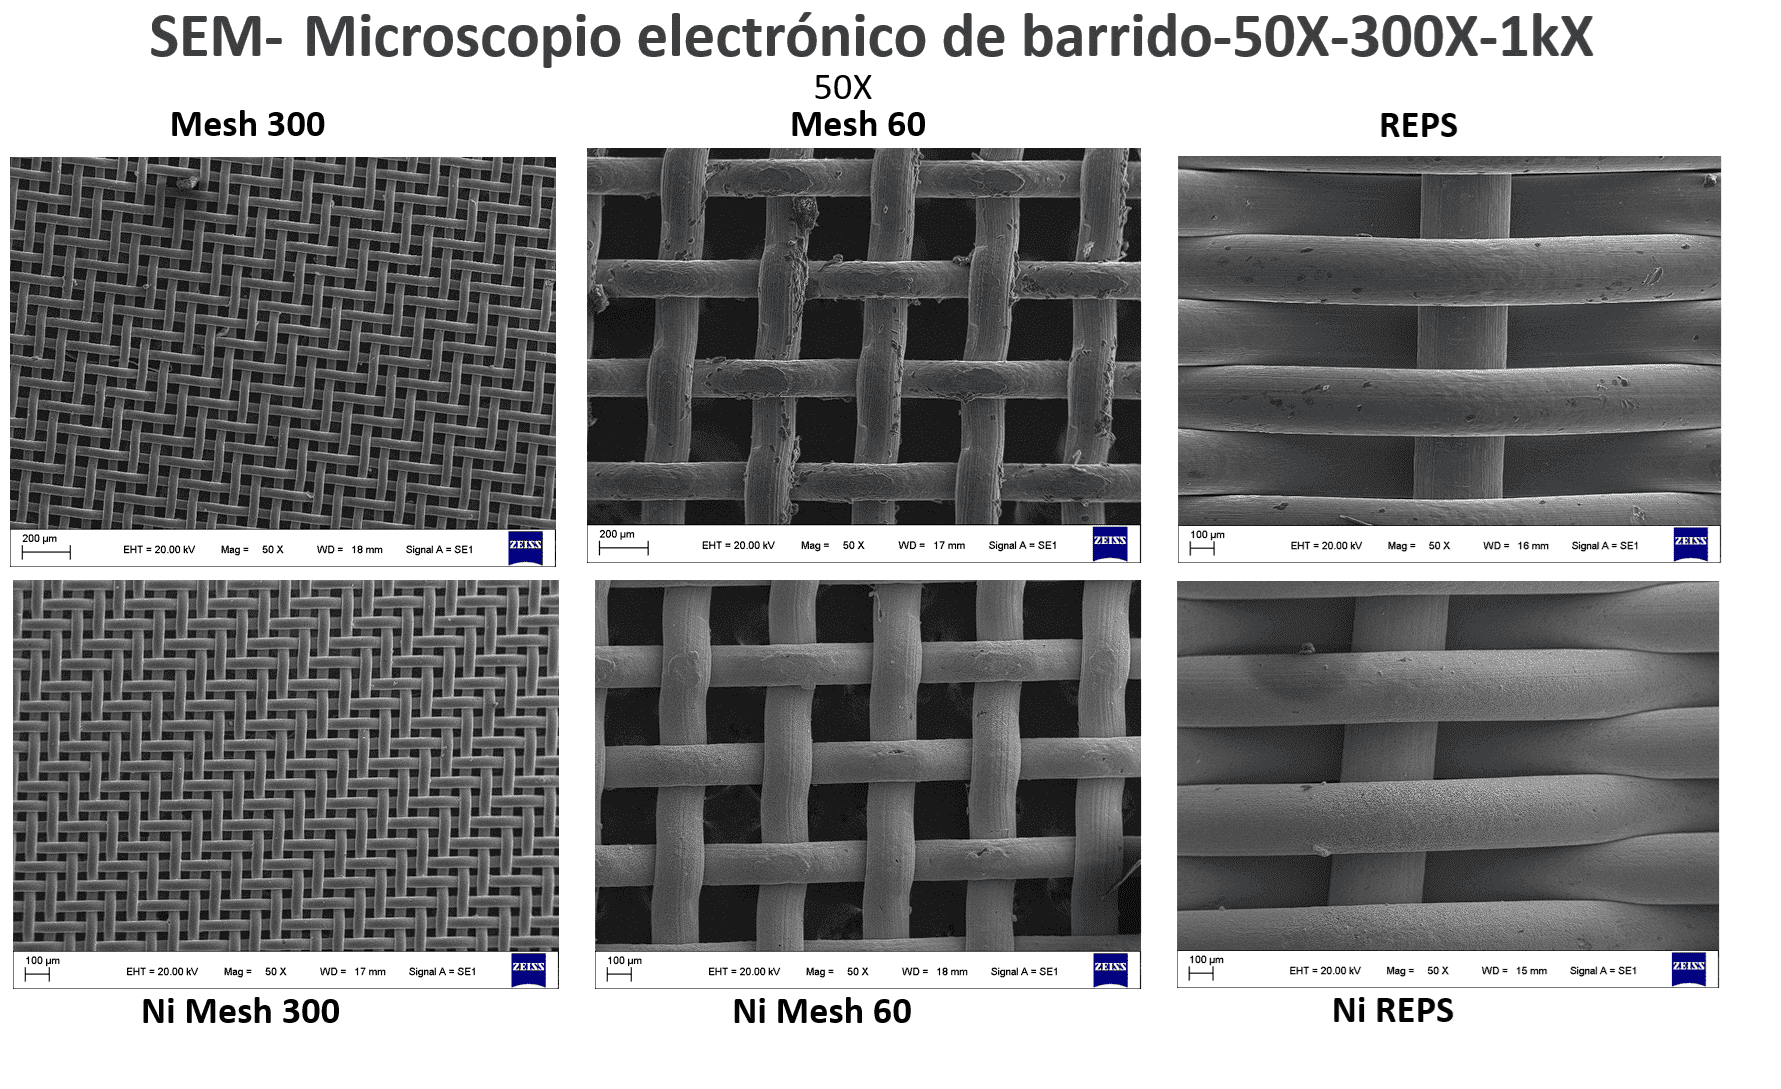 SEM- Microscopio electrónico de barrido-50X-300X-1kX
50X
Mesh 300
Mesh 60
REPS
200 µm EHT = 20.00 kV Mag = 50 X WD = 18 mm Signal A = SE1 ZEISS
200 µm EHT = 20.00 kV Mag = 50 X WD = 17 mm Signal A = SE1 ZEISS
100 µm EHT = 20.00 kV Mag = 50 X WD = 16 mm Signal A = SE1 ZEISS
100 µm EHT = 20.00 kV Mag = 50 X WD = 17 mm Signal A = SE1 ZEISS
100 µm EHT = 20.00 kV Mag = 50 X WD = 18 mm Signal A = SE1 ZEISS
100 µm EHT = 20.00 kV Mag = 50 X WD = 15 mm Signal A = SE1 ZEISS
Ni Mesh 300
Ni Mesh 60
Ni REPS